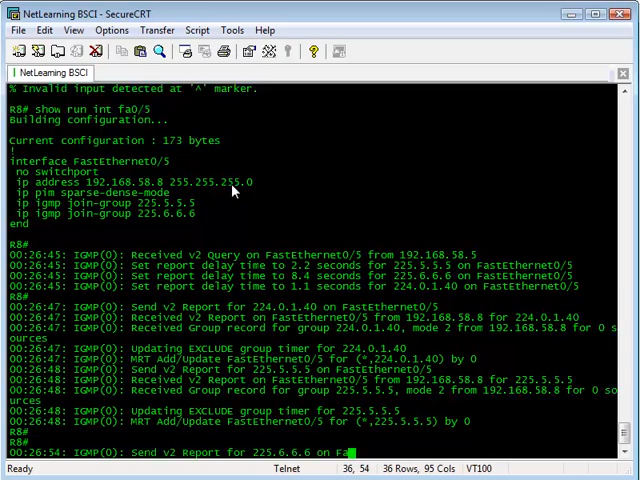 NetLearning BSCI - SecureCRT
File Edit View Options Transfer Script Tools Help
NetLearning BSCI
% Invalid input detected at '^' marker.
R8# show run int fa0/5
Building configuration...
Current configuration : 173 bytes
!
interface FastEthernet0/5
no switchport
ip address 192.168.58.8 255.255.255.0
ip pim sparse-dense-mode
ip igmp join-group 225.5.5.5
ip igmp join-group 225.6.6.6
end
R8#
00:26:45: IGMP(0): Received v2 Query on FastEthernet0/5 from 192.168.58.5
00:26:45: IGMP(0): Set report delay time to 2.2 seconds for 225.5.5.5 on FastEthernet0/5
00:26:45: IGMP(0): Set report delay time to 8.4 seconds for 225.6.6.6 on FastEthernet0/5
00:26:45: IGMP(0): Set report delay time to 1.1 seconds for 224.0.1.40 on FastEthernet0/5
R8#
00:26:47: IGMP(0): Send v2 Report for 224.0.1.40 on FastEthernet0/5
00:26:47: IGMP(0): Received v2 Report on FastEthernet0/5 from 192.168.58.8 for 224.0.1.40
00:26:47: IGMP(0): Received Group record for group 224.0.1.40, mode 2 from 192.168.58.8 for 0 so
urces
00:26:47: IGMP(0): Updating EXCLUDE group timer for 224.0.1.40
00:26:47: IGMP(0): MRT Add/Update FastEthernet0/5 for (*,224.0.1.40) by 0
00:26:48: IGMP(0): Send v2 Report for 225.5.5.5 on FastEthernet0/5
00:26:48: IGMP(0): Received v2 Report on FastEthernet0/5 from 192.168.58.8 for 225.5.5.5
00:26:48: IGMP(0): Received Group record for group 225.5.5.5, mode 2 from 192.168.58.8 for 0 sou
urces
00:26:48: IGMP(0): Updating EXCLUDE group timer for 225.5.5.5
00:26:48: IGMP(0): MRT Add/Update FastEthernet0/5 for (*,225.5.5.5) by 0
R8#
R8#
00:26:54: IGMP(0): Send v2 Report for 225.6.6.6 on Fa
Ready Telnet 36, 54 36 Rows, 95 Cols VT100